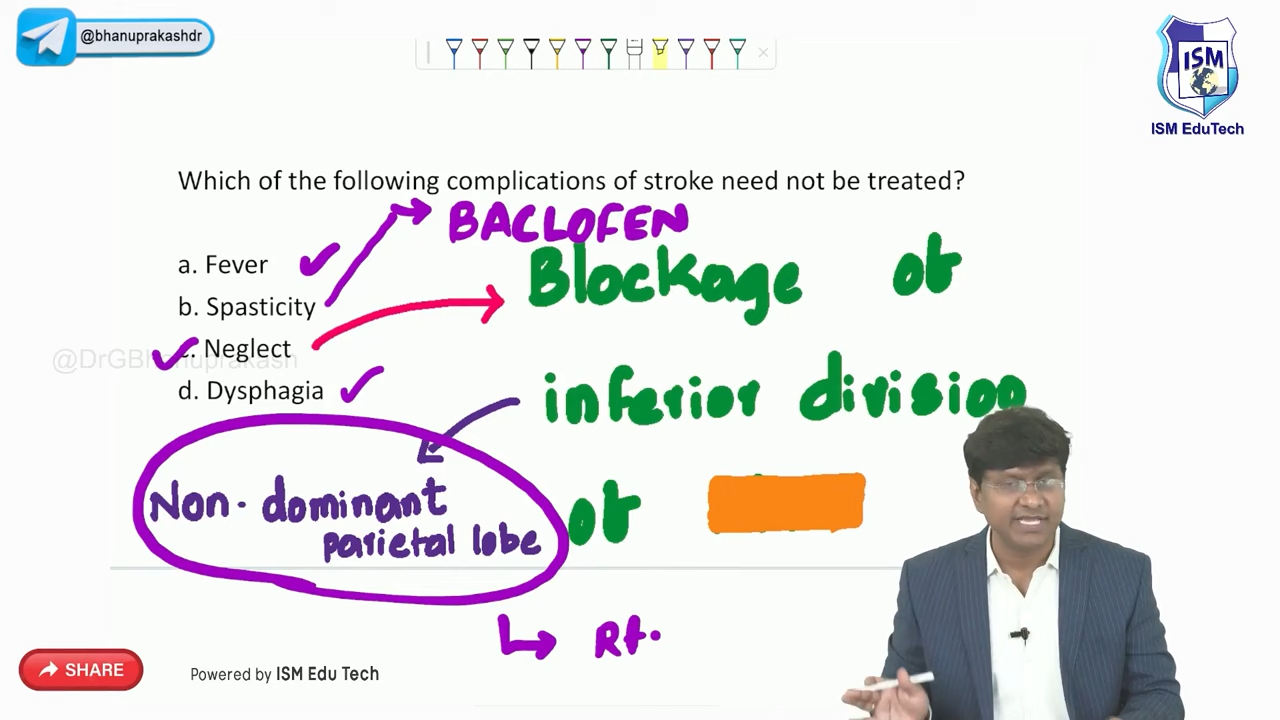 @bhanuprakashdr
ISM
ISM EduTech
Which of the following complications of stroke need not be treated?
BACLOFEN
a. Fever
Blockage of
b. Spasticity
c. Neglect
@DrGBhanuprakash
d. Dysphagia
inferior division
Non-dominant
parietal lobe
of
Rt.
SHARE
Powered by ISM Edu Tech